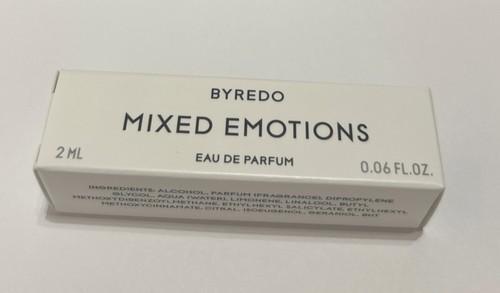 BYREDO
MIXED EMOTIONS
2 ML
EAU DE PARFUM
0.06 FL.OZ.
INGREDIENTS: ALCOHOL, PARFUM (FRAGRANCE), DIPROPYLENE
GLYCOL, AQUA (WATER), LIMONENE, LINALOOL, BUTYL
METHOXYDIBENZOYLMETHANE, ETHYLHEXYL SALICYLATE, ETHYLHEXYL
METHOXYCINNAMATE, CITRAL, ISOEUGENOL, GERANIOL, BHT